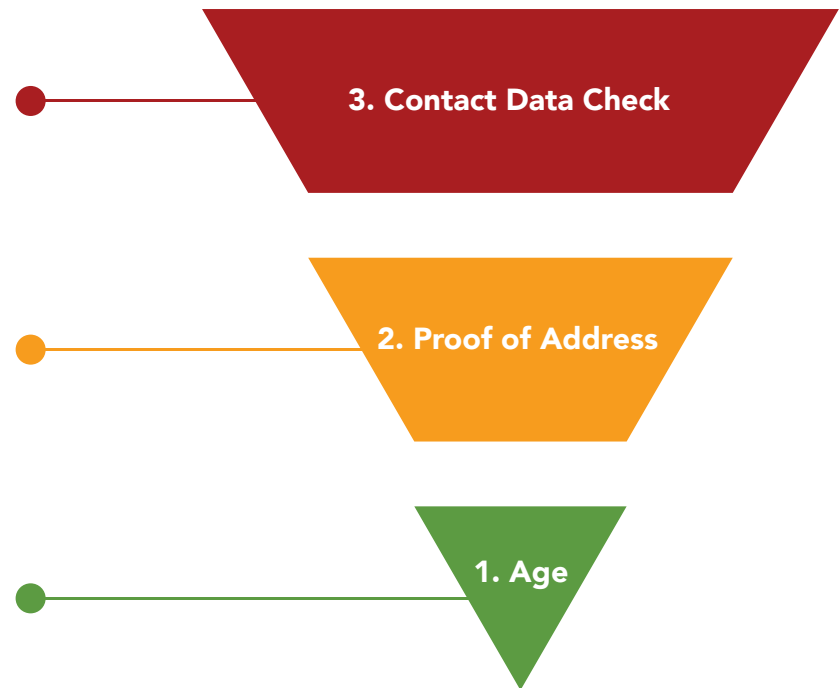 3. Contact Data Check
2. Proof of Address
1. Age